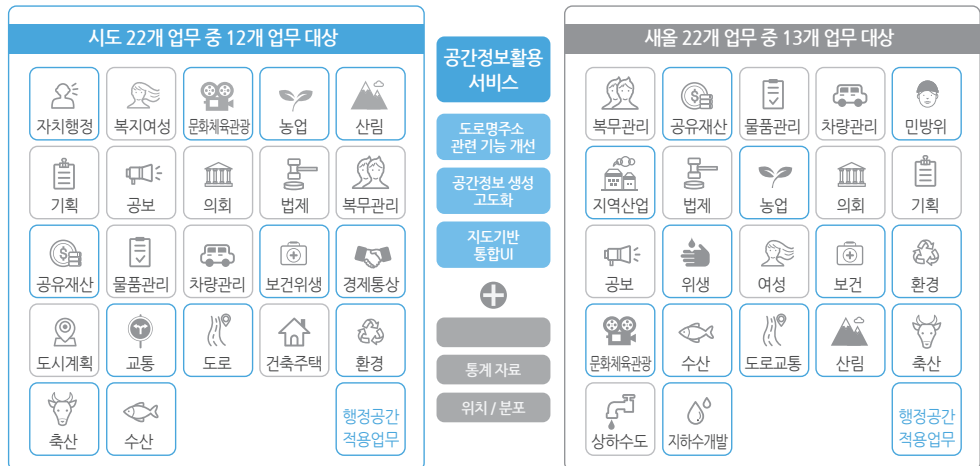 시도 22개 업무 중 12개 업무 대상
자치행정
복지여성
문화체육관광
농업
산림
기획
공보
의회
법제
복무관리
공유재산
물품관리
차량관리
보건위생
경제통상
도시계획
교통
도로
건축주택
환경
축산
수산
행정공간
적용업무
공간정보활용
서비스
도로명주소
관련 기능 개선
공간정보 생성
고도화
지도기반
통합UI
통계 자료
위치 / 분포
새올 22개 업무 중 13개 업무 대상
복무관리
공유재산
물품관리
차량관리
민방위
지역산업
법제
농업
의회
기획
공보
위생
여성
보건
환경
문화체육관광
수산
도로교통
산림
축산
상하수도
지하수개발
행정공간
적용업무